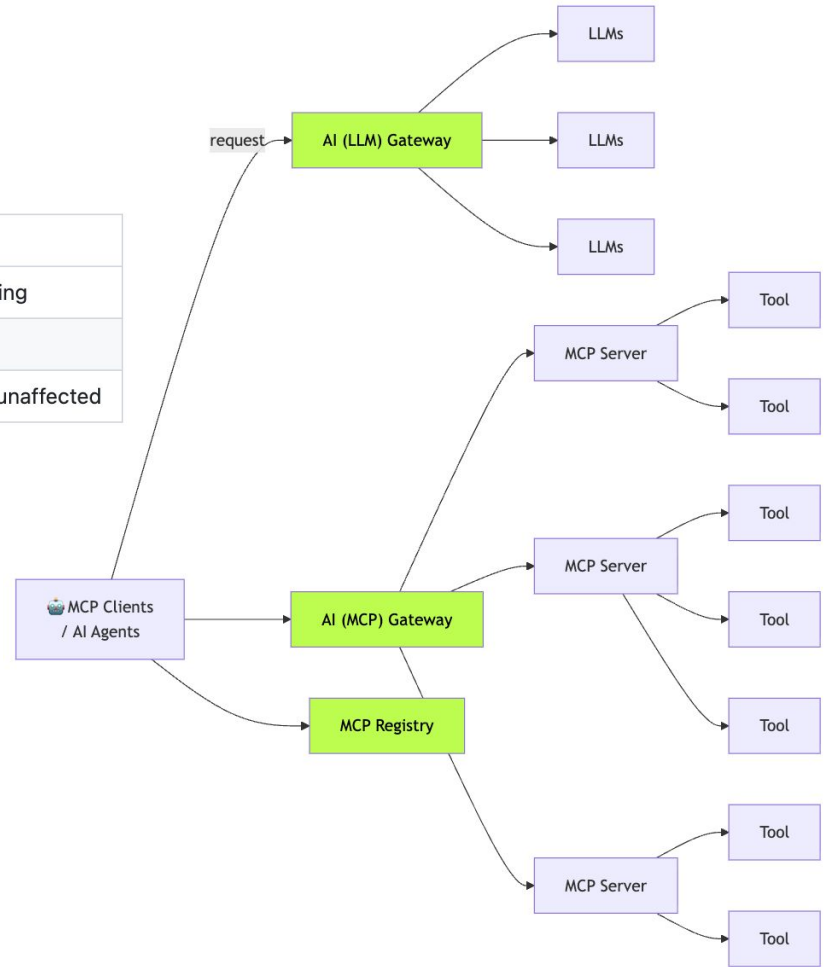 LLMs
request
AI (LLM) Gateway
LLMs
LLMs
Tool
MCP Server
Tool
Tool
MCP Server
Tool
Tool
MCP Clients
/ AI Agents
AI (MCP) Gateway
MCP Registry
Tool
MCP Server
Tool
ing
unaffected